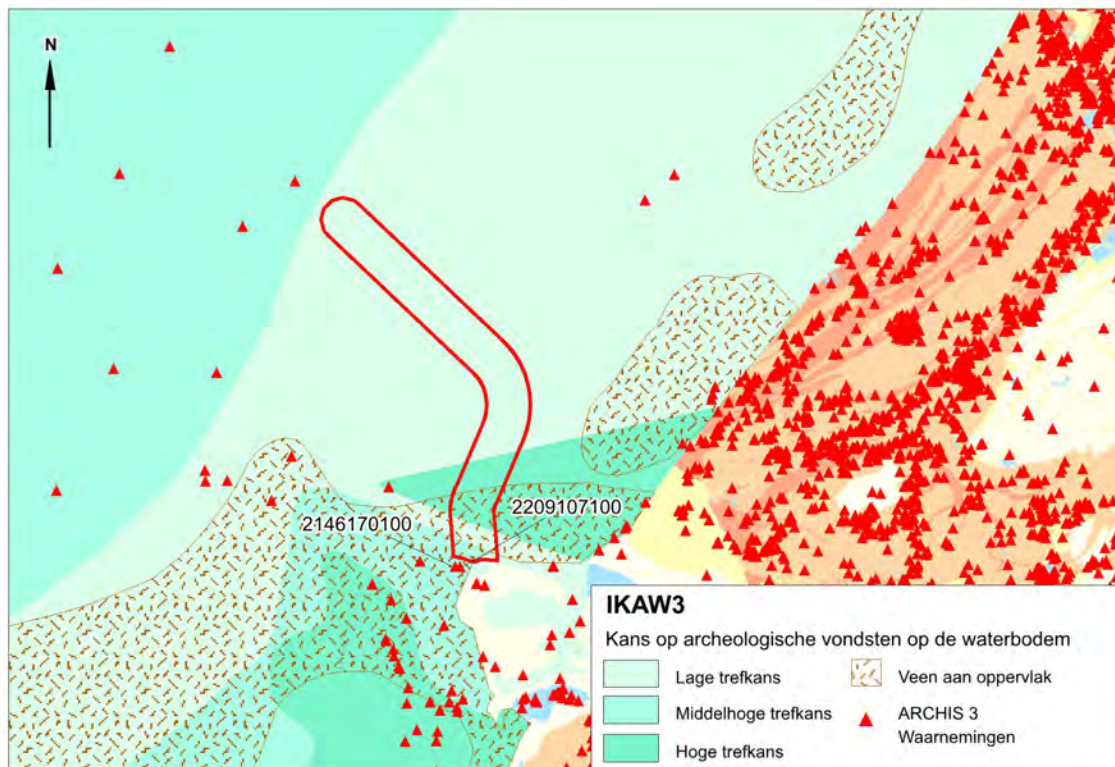 N
2146170100
2209107100
IKAW3
Kans op archeologische vondsten op de waterbodem
Lage trefkans
Veen aan oppervlak
Middelhoge trefkans
ARCHIS 3
Waarnemingen
Hoge trefkans